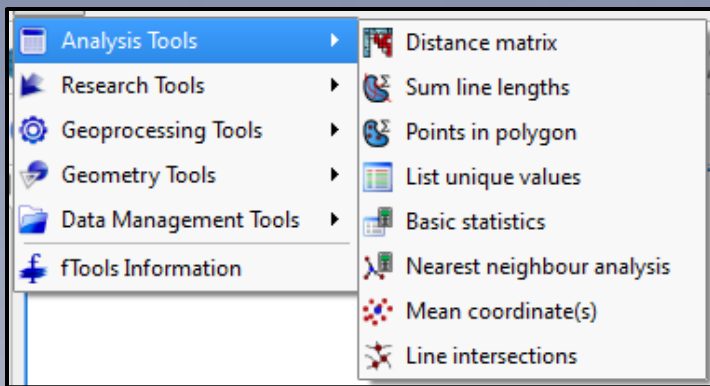 Analysis Tools
Research Tools
Geoprocessing Tools
Geometry Tools
Data Management Tools
fTools Information
Distance matrix
Sum line lengths
Points in polygon
List unique values
Basic statistics
Nearest neighbour analysis
Mean coordinate(s)
Line intersections